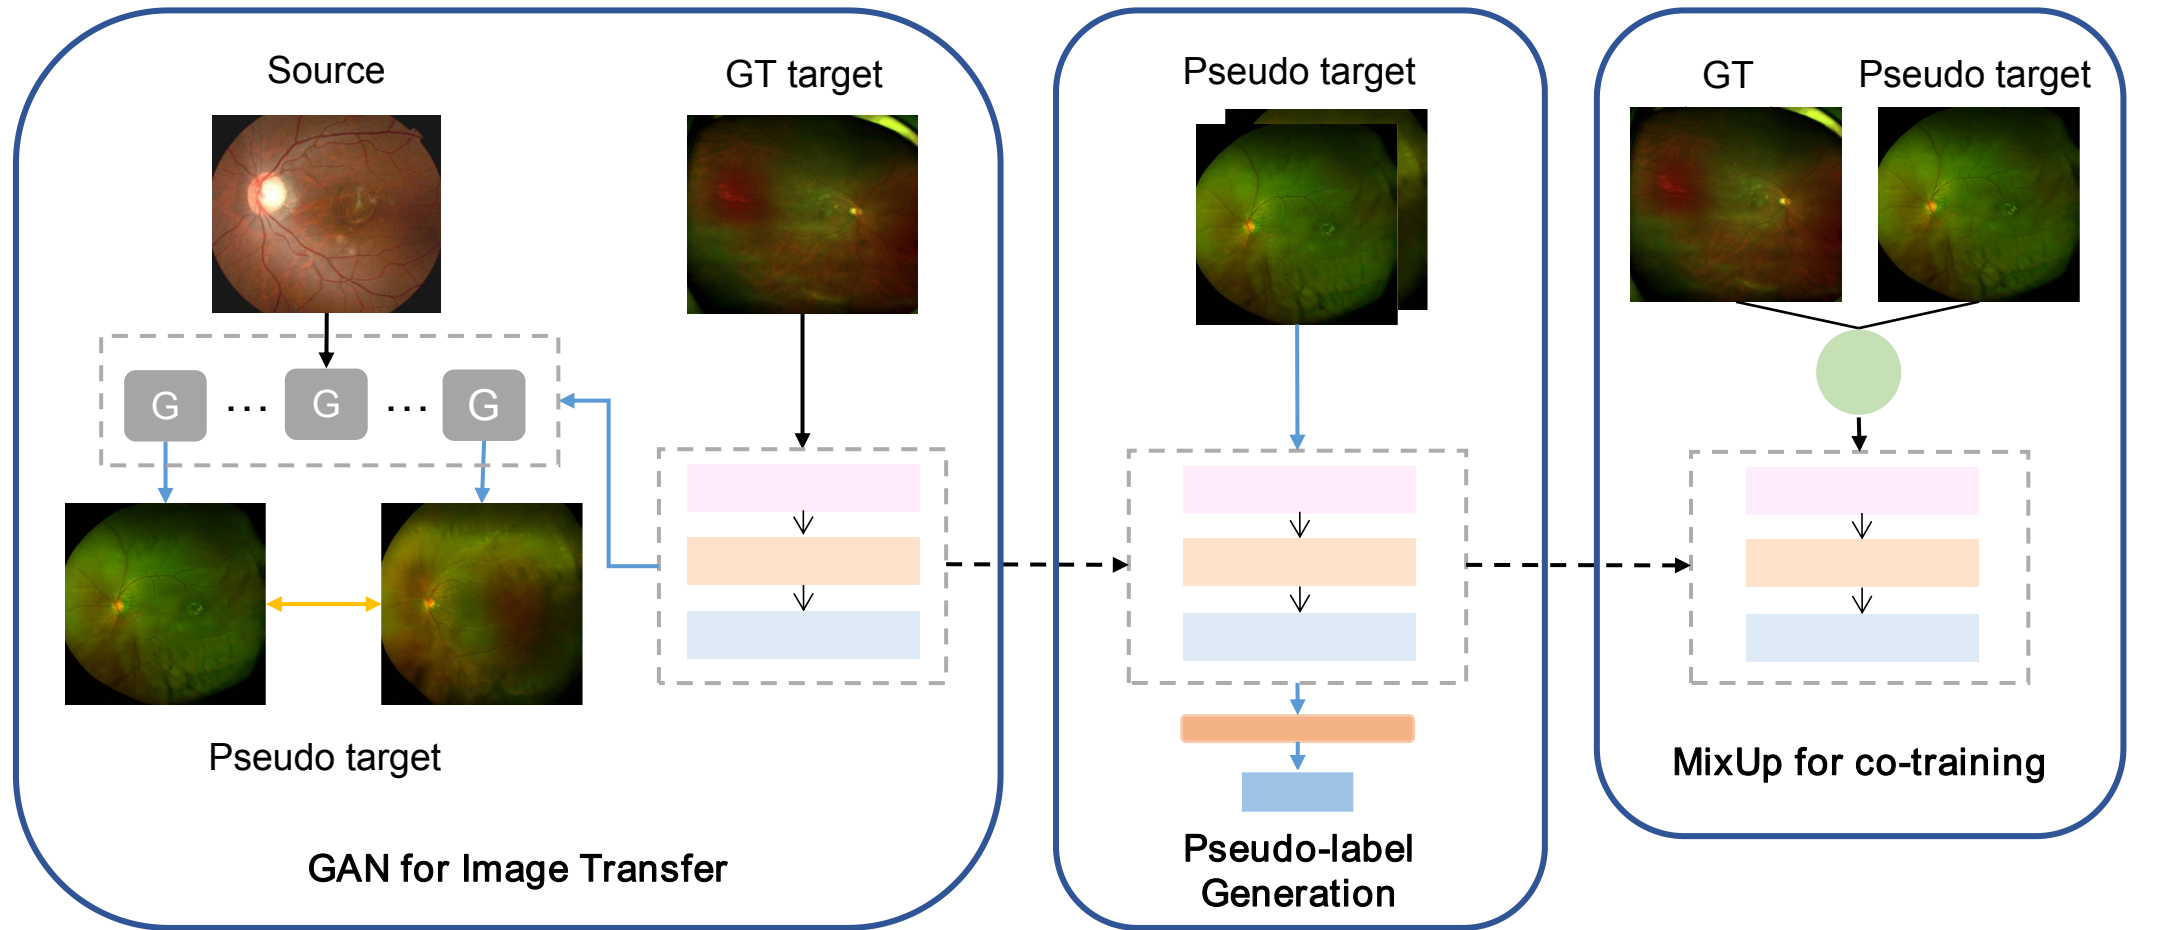 Source
GT target
G ... G ... G
Pseudo target
GAN for Image Transfer
Pseudo target
Pseudo-label
Generation
GT
Pseudo target
MixUp for co-training